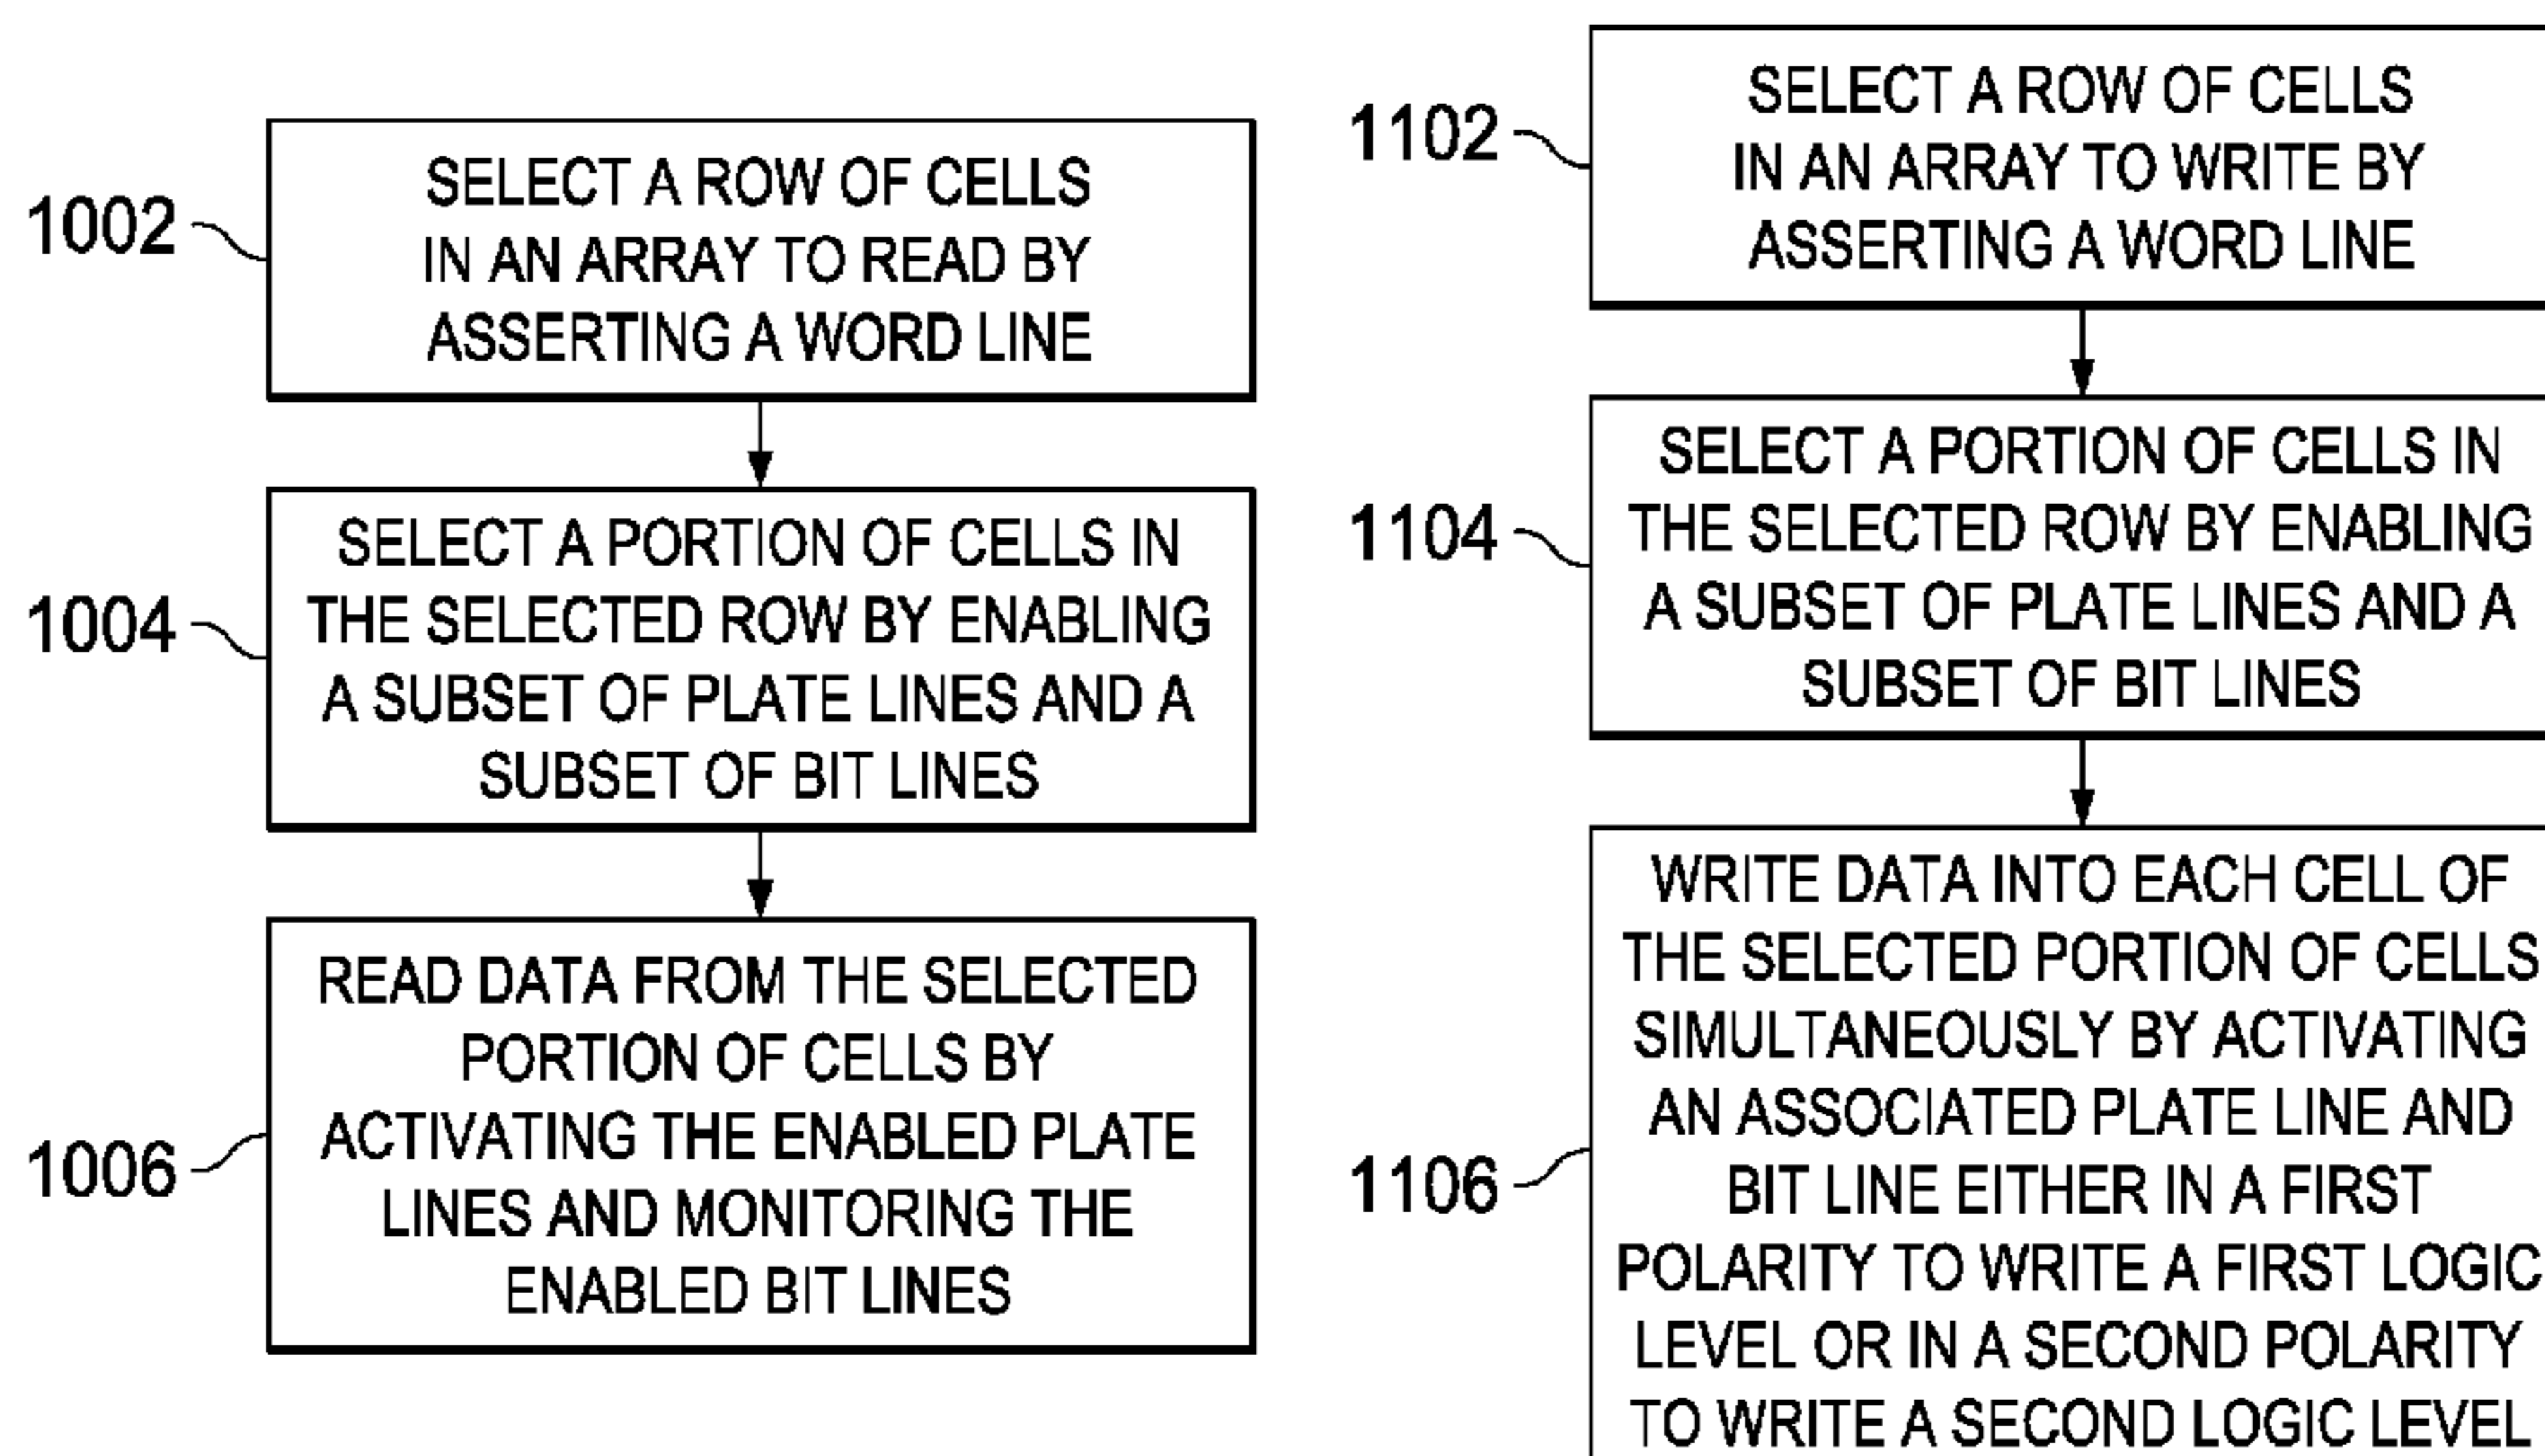 1002
SELECT A ROW OF CELLS
IN AN ARRAY TO READ BY
ASSERTING A WORD LINE
1004
SELECT A PORTION OF CELLS IN
THE SELECTED ROW BY ENABLING
A SUBSET OF PLATE LINES AND A
SUBSET OF BIT LINES
1006
READ DATA FROM THE SELECTED
PORTION OF CELLS BY
ACTIVATING THE ENABLED PLATE
LINES AND MONITORING THE
ENABLED BIT LINES
1102
SELECT A ROW OF CELLS
IN AN ARRAY TO WRITE BY
ASSERTING A WORD LINE
1104
SELECT A PORTION OF CELLS IN
THE SELECTED ROW BY ENABLING
A SUBSET OF PLATE LINES AND A
SUBSET OF BIT LINES
1106
WRITE DATA INTO EACH CELL OF
THE SELECTED PORTION OF CELLS
SIMULTANEOUSLY BY ACTIVATING
AN ASSOCIATED PLATE LINE AND
BIT LINE EITHER IN A FIRST
POLARITY TO WRITE A FIRST LOGIC
LEVEL OR IN A SECOND POLARITY
TO WRITE A SECOND LOGIC LEVEL